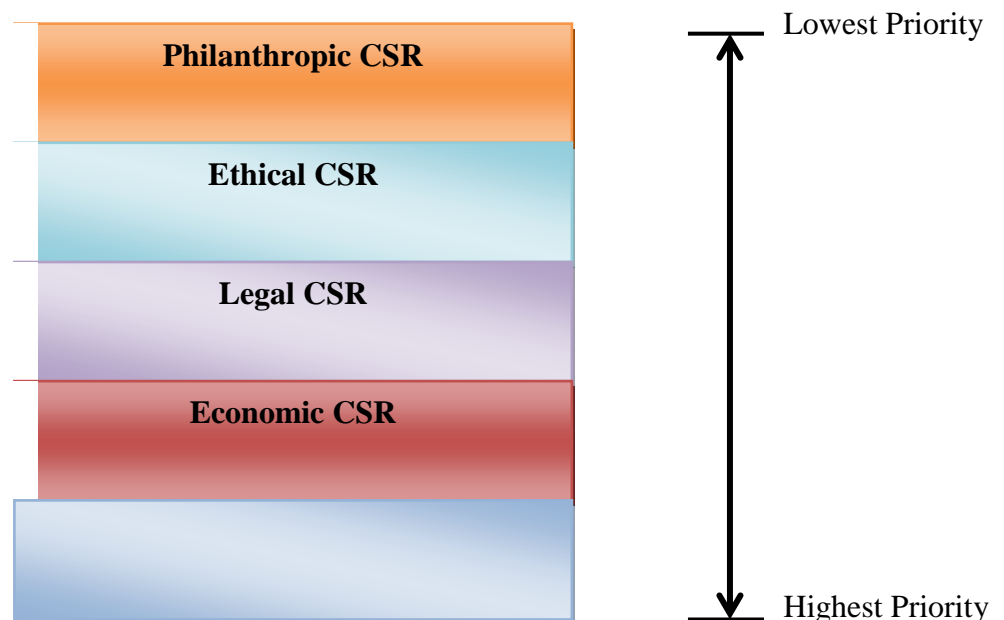 Lowest Priority
Philanthropic CSR
Ethical CSR
Legal CSR
Economic CSR
Highest Priority